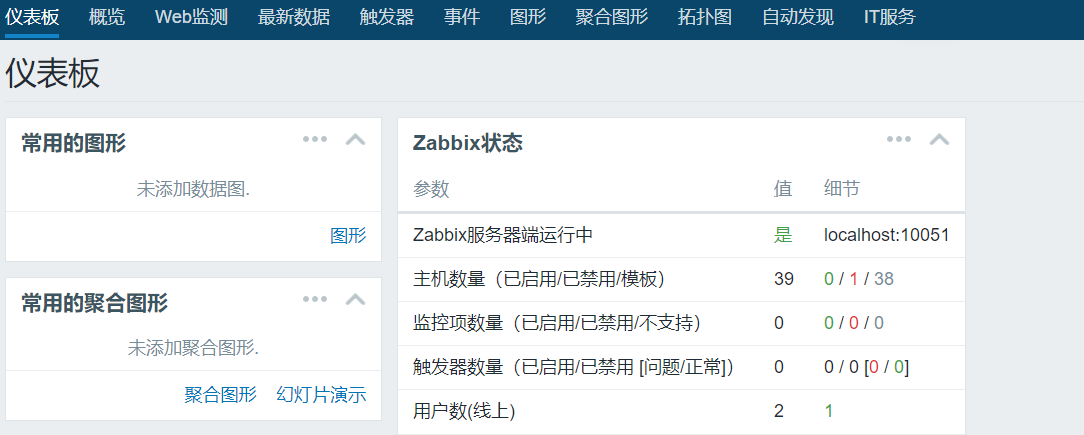 仪表板 概览 Web监测 最新数据 触发器 事件 图形 聚合图形 拓扑图 自动发现 IT服务
仪表板
常用的图形
未添加数据图.
图形
常用的聚合图形
未添加聚合图形.
聚合图形 幻灯片演示
Zabbix状态
参数 值 细节
Zabbix服务器端运行中 是 localhost:10051
主机数量（已启用/已禁用/模板） 39 0 / 1 / 38
监控项数量（已启用/已禁用/不支持） 0 0 / 0 / 0
触发器数量（已启用/已禁用 [问题/正常]） 0 0 / 0 [0 / 0]
用户数(线上) 2 1